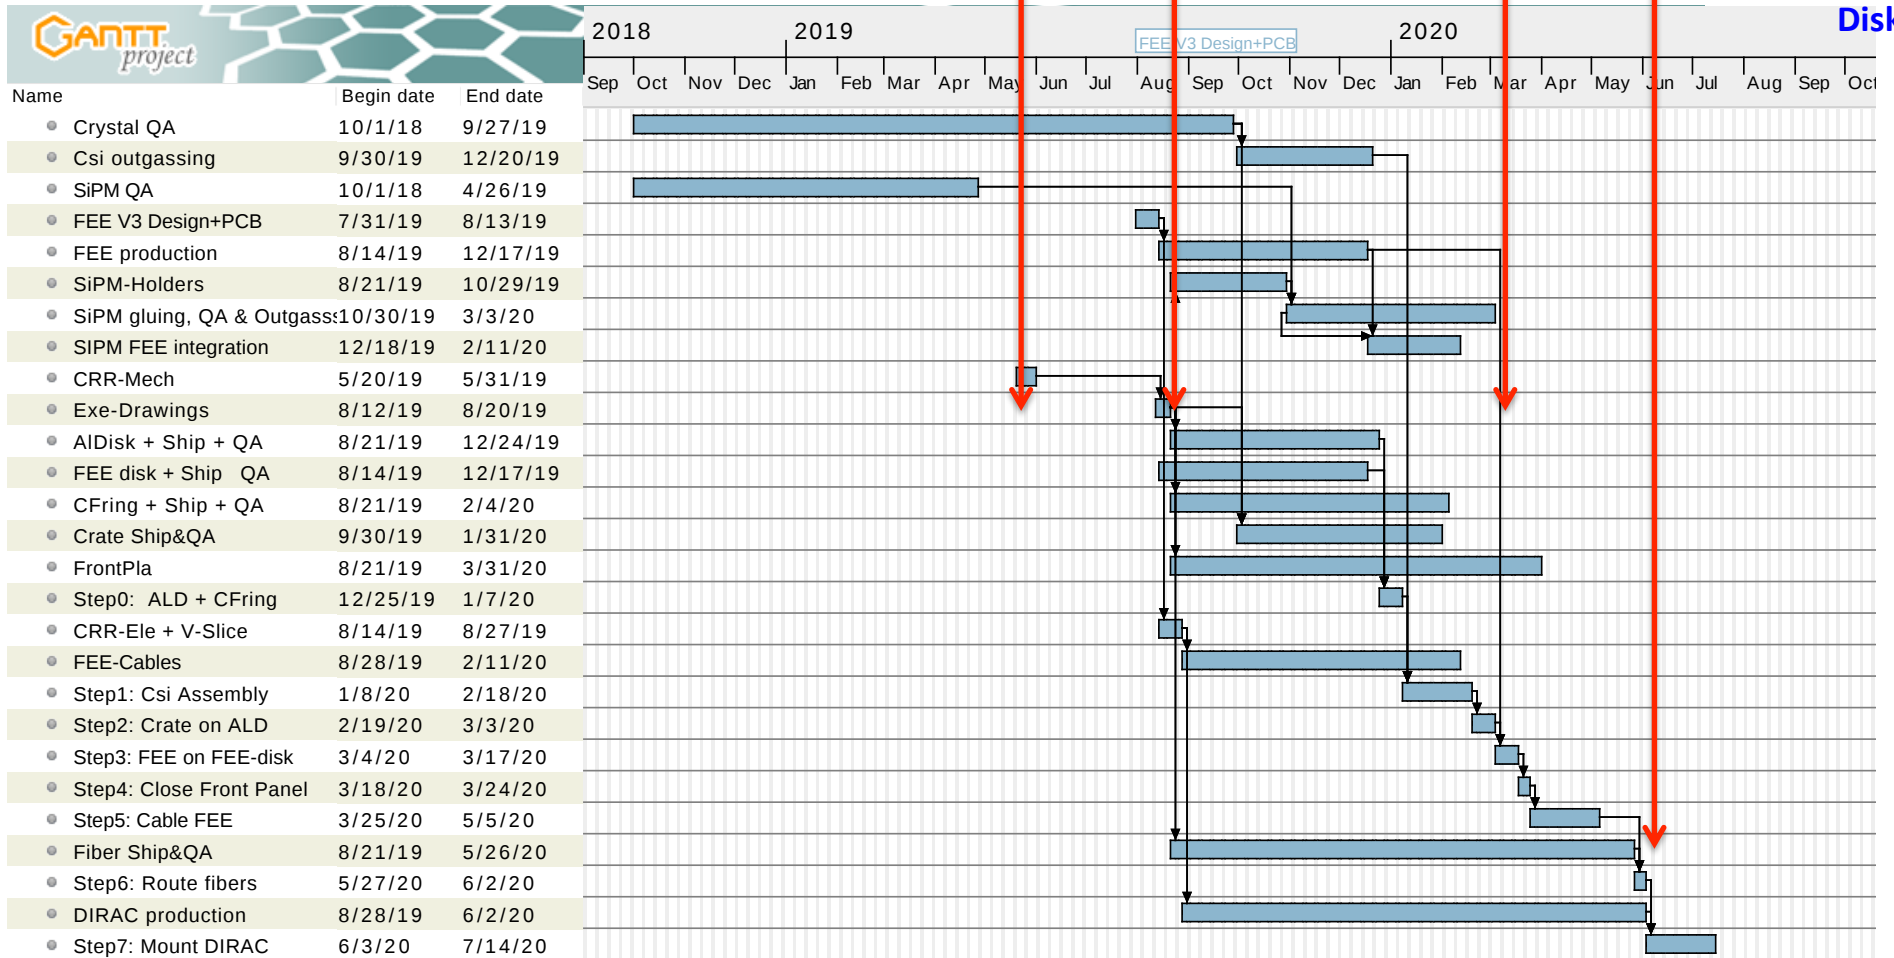 GANTT
project
2018 2019 2020 Disk
FEE V3 Design+PCB
Sep Oct Nov Dec Jan Feb Mar Apr May Jun Jul Aug Sep Oct Nov Dec Jan Feb Mar Apr May Jun Jul Aug Sep Oct
Name Begin date End date
Crystal QA 10/1/18 9/27/19
Csi outgassing 9/30/19 12/20/19
SiPM QA 10/1/18 4/26/19
FEE V3 Design+PCB 7/31/19 8/13/19
FEE production 8/14/19 12/17/19
SiPM-Holders 8/21/19 10/29/19
SiPM gluing, QA & Outgass 10/30/19 3/3/20
SIPM FEE integration 12/18/19 2/11/20
CRR-Mech 5/20/19 5/31/19
Exe-Drawings 8/12/19 8/20/19
AlDisk + Ship + QA 8/21/19 12/24/19
FEE disk + Ship QA 8/14/19 12/17/19
CFring + Ship + QA 8/21/19 2/4/20
Crate Ship&QA 9/30/19 1/31/20
FrontPla 8/21/19 3/31/20
Step0: ALD + CFring 12/25/19 1/7/20
CRR-Ele + V-Slice 8/14/19 8/27/19
FEE-Cables 8/28/19 2/11/20
Step1: Csi Assembly 1/8/20 2/18/20
Step2: Crate on ALD 2/19/20 3/3/20
Step3: FEE on FEE-disk 3/4/20 3/17/20
Step4: Close Front Panel 3/18/20 3/24/20
Step5: Cable FEE 3/25/20 5/5/20
Fiber Ship&QA 8/21/19 5/26/20
Step6: Route fibers 5/27/20 6/2/20
DIRAC production 8/28/19 6/2/20
Step7: Mount DIRAC 6/3/20 7/14/20